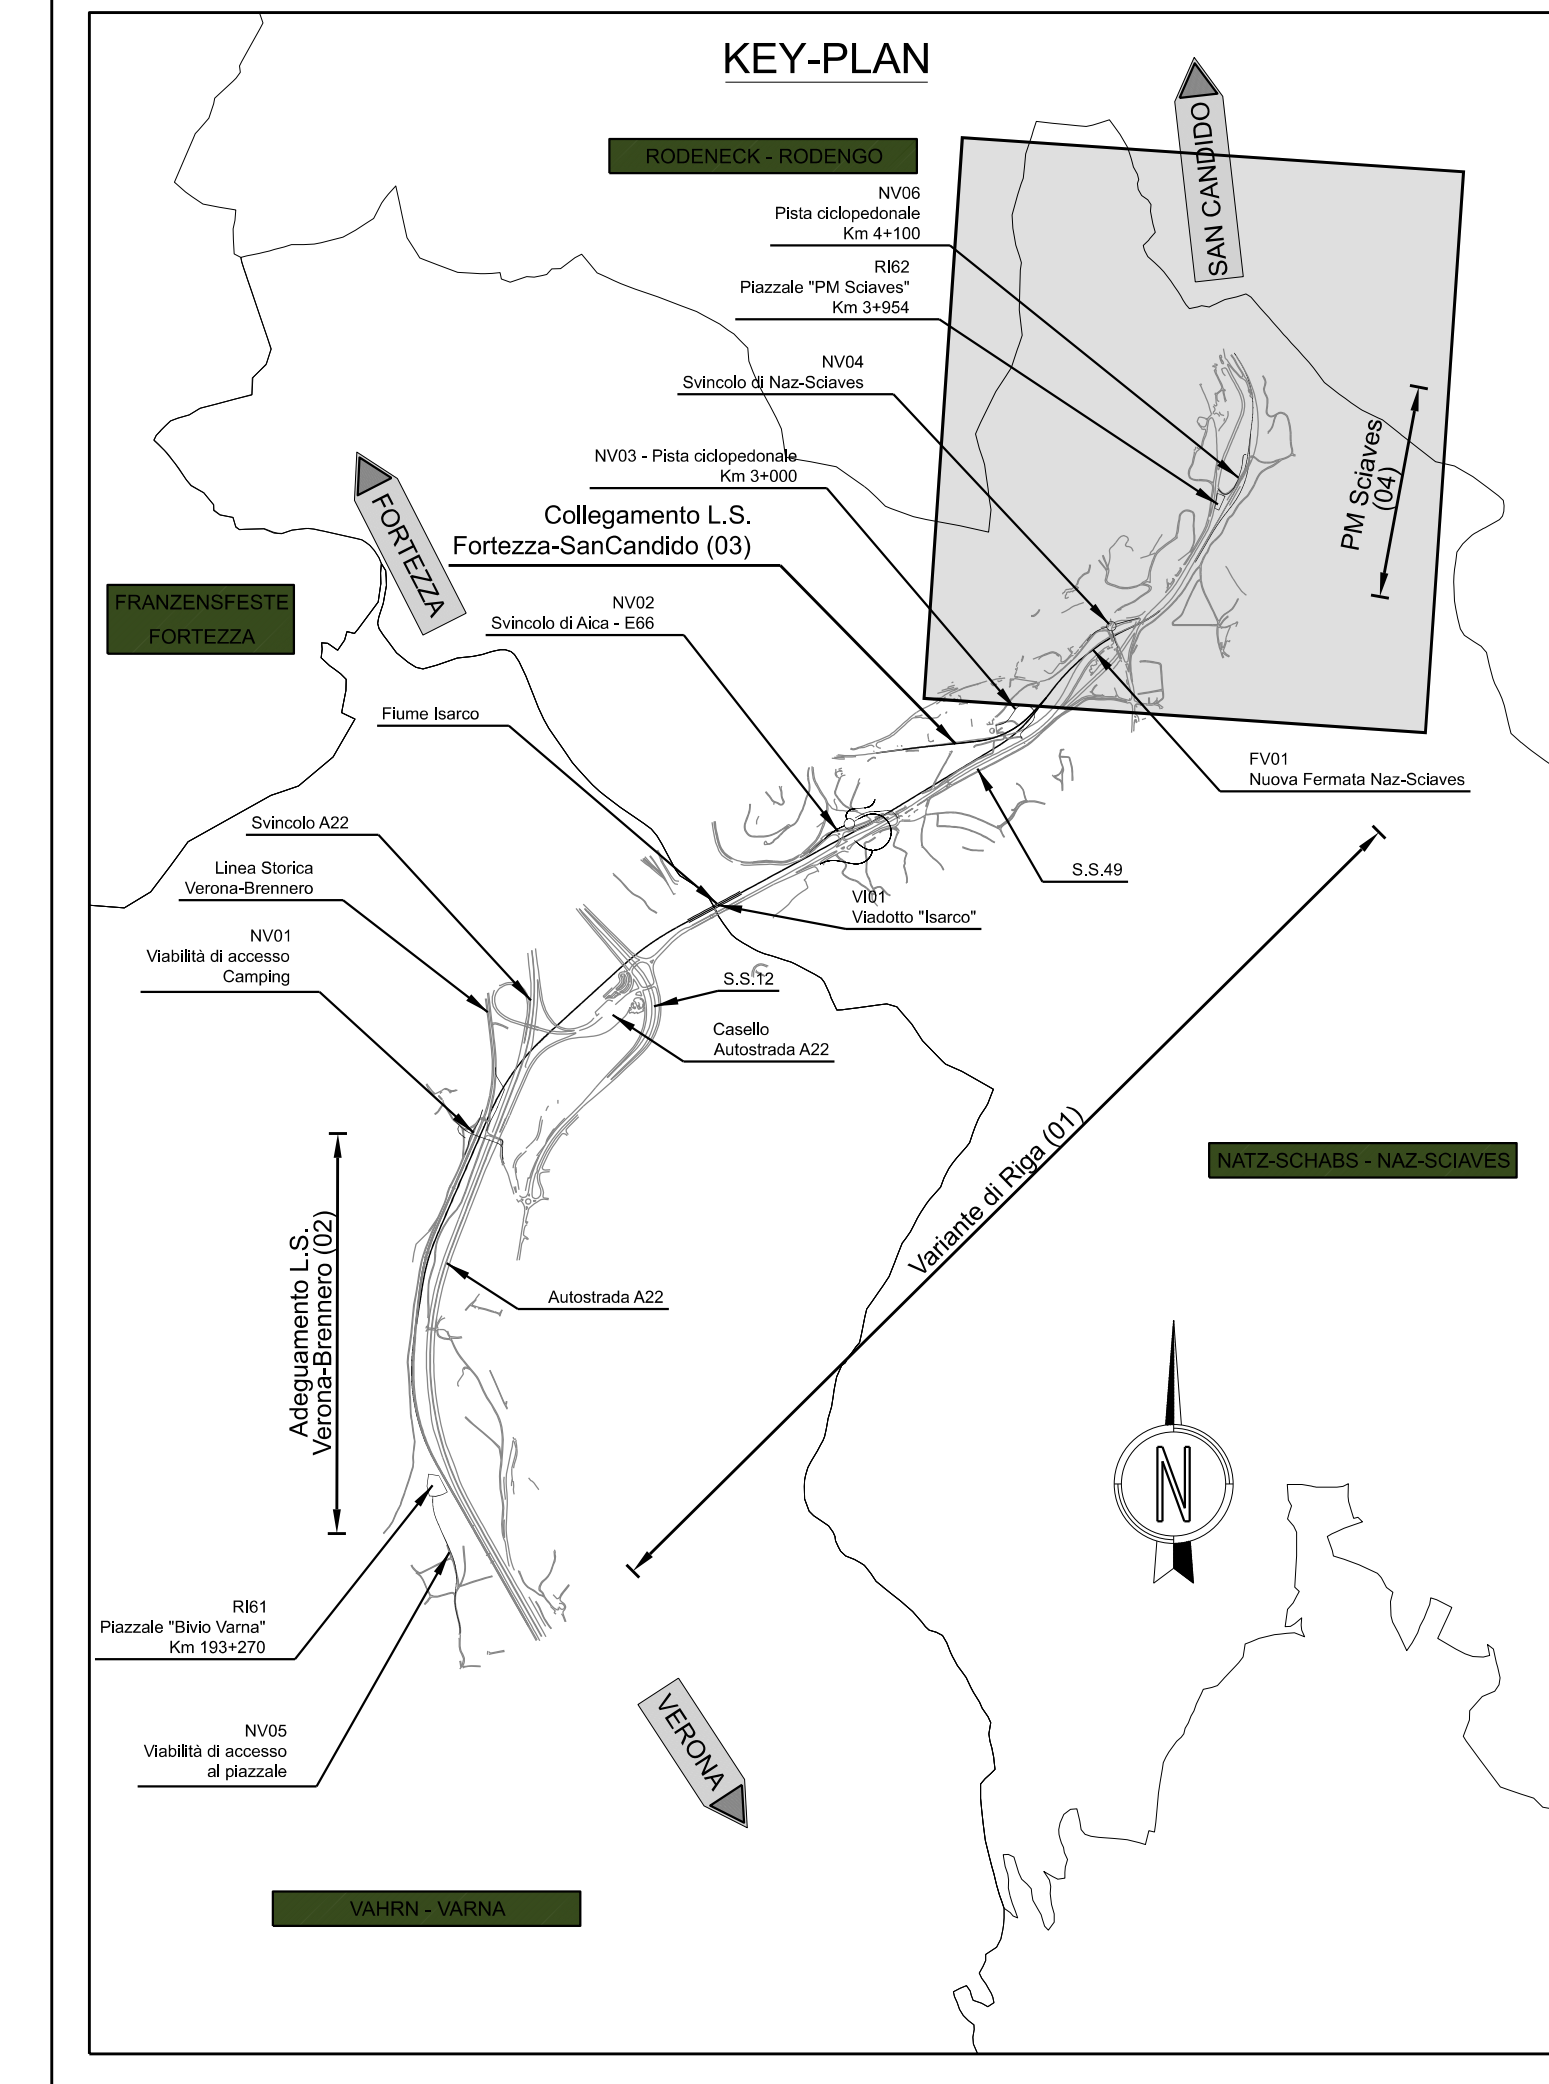 KEY-PLAN
SAN CANDIDO
RODENECK - RODENGO
NV06
Pista ciclopedonale
Km 4+100
RI62
Piazzale "PM Sciaves"
Km 3+954
NV04
Svincolo di Naz-Sciaves
NV03 - Pista ciclopedonale
Km 3+000
PM Sciaves
(04)
FORTEZZA
Collegamento L.S.
Fortezza-SanCandido (03)
FRANZENSFESTE
FORTEZZA
NV02
Svincolo di Aica - E66
Fiume Isarco
FV01
Nuova Fermata Naz-Sciaves
Svincolo A22
Linea Storica
Verona-Brennero
S.S.49
VI01
Viadotto "Isarco"
NV01
Viabilità di accesso
Camping
S.S.12
Casello
Autostrada A22
Variante di Riga (01)
NATZ-SCHABS - NAZ-SCIAVES
Adeguamento L.S.
Verona-Brennero (02)
Autostrada A22
N
RI61
Piazzale "Bivio Varna"
Km 193+270
VERONA
NV05
Viabilità di accesso
al piazzale
VAHRN - VARNA